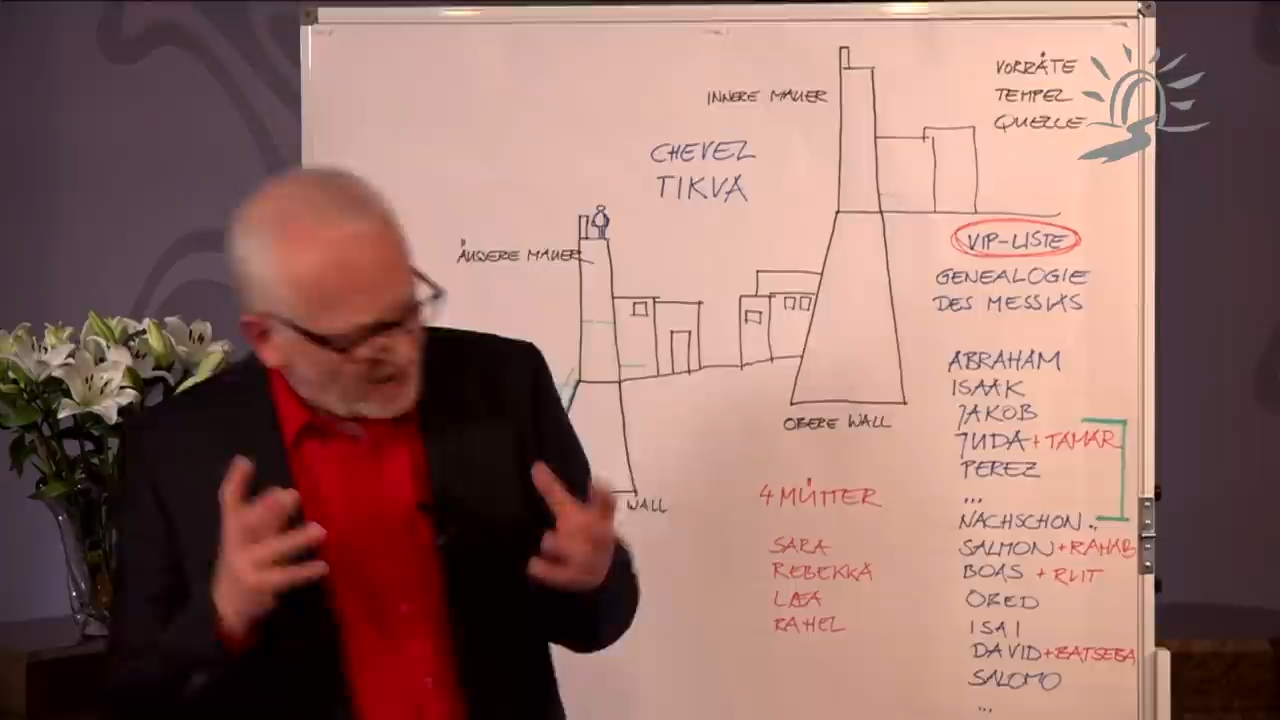 INNERE MAUER
VORRÄTE
TEMPEL
QUELLE
CHEVEL
TIKVA
ÄUSSERE MAUER
VIP-LISTE
GENEALOGIE
DES MESSIAS
ABRAHAM
ISAAK
JAKOB
JUDA + TAMAR
PEREZ
...
NACHSCHON..
SALMON + RAHAB
BOAS + RUT
OBED
ISAI
DAVID + BATSEBA
SALOMO
...
OBERE WALL
WALL
4 MÜTTER
SARA
REBEKKA
LEA
RAHEL